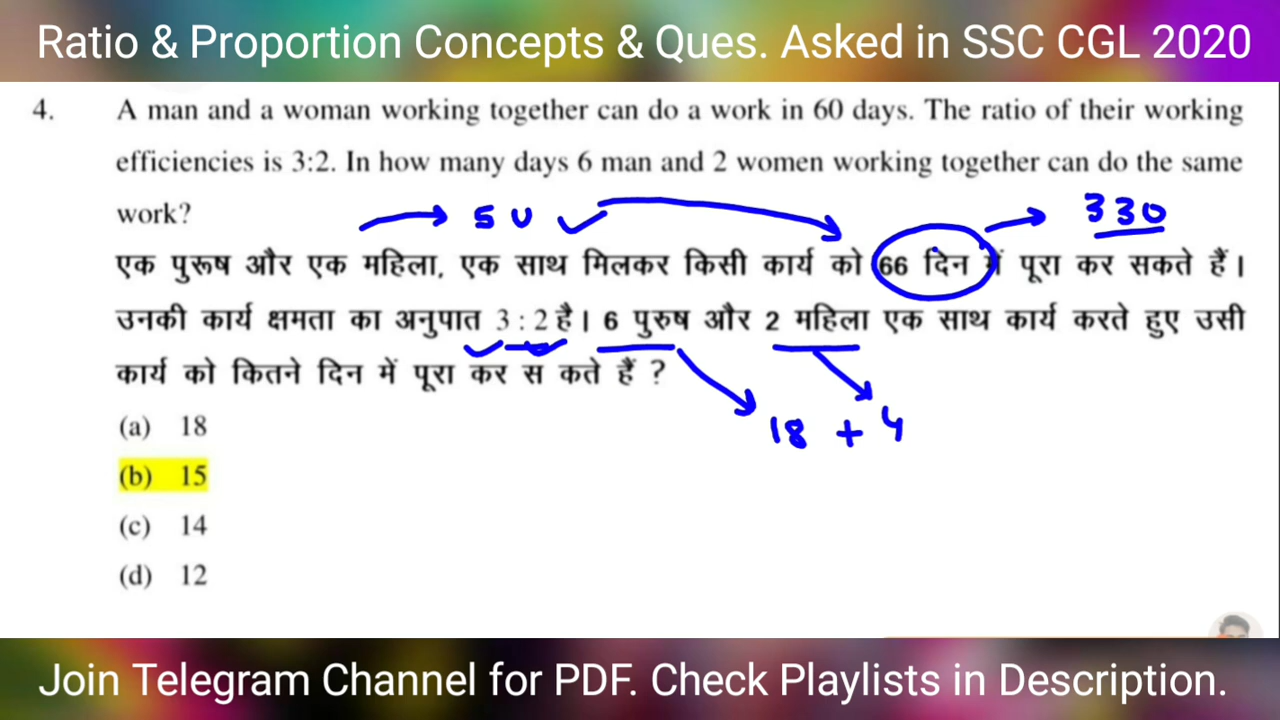 Ratio & Proportion Concepts & Ques. Asked in SSC CGL 2020
4. A man and a woman working together can do a work in 60 days. The ratio of their working
efficiencies is 3:2. In how many days 6 man and 2 women working together can do the same
work?
5 U
330
एक पुरूष और एक महिला, एक साथ मिलकर किसी कार्य को 66 दिन में पूरा कर सकते हैं।
उनकी कार्य क्षमता का अनुपात 3 : 2 है। 6 पुरुष और 2 महिला एक साथ कार्य करते हुए उसी
कार्य को कितने दिन में पूरा कर स कते हैं ?
(a) 18
18 + 4
(b) 15
(c) 14
(d) 12
Join Telegram Channel for PDF. Check Playlists in Description.